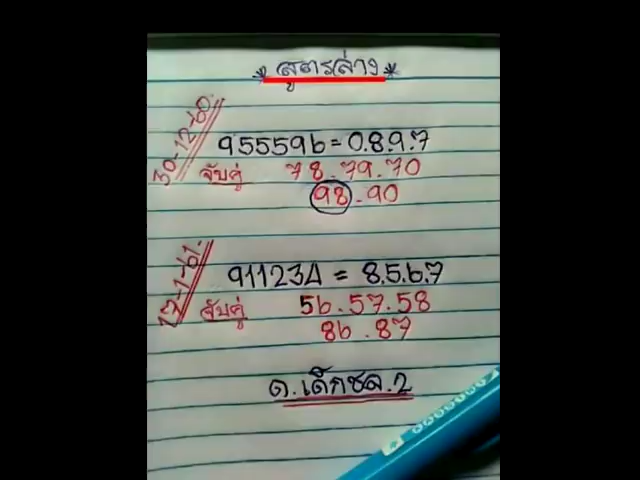 *สูตรล่าง*
30-12-60
955596=0.8.9.7
จับคู่ 78.79.70
98.90
17-1-61
911234=8.5.6.7
จับคู่ 56.57.58
86.87
ด.เด็กชล.2